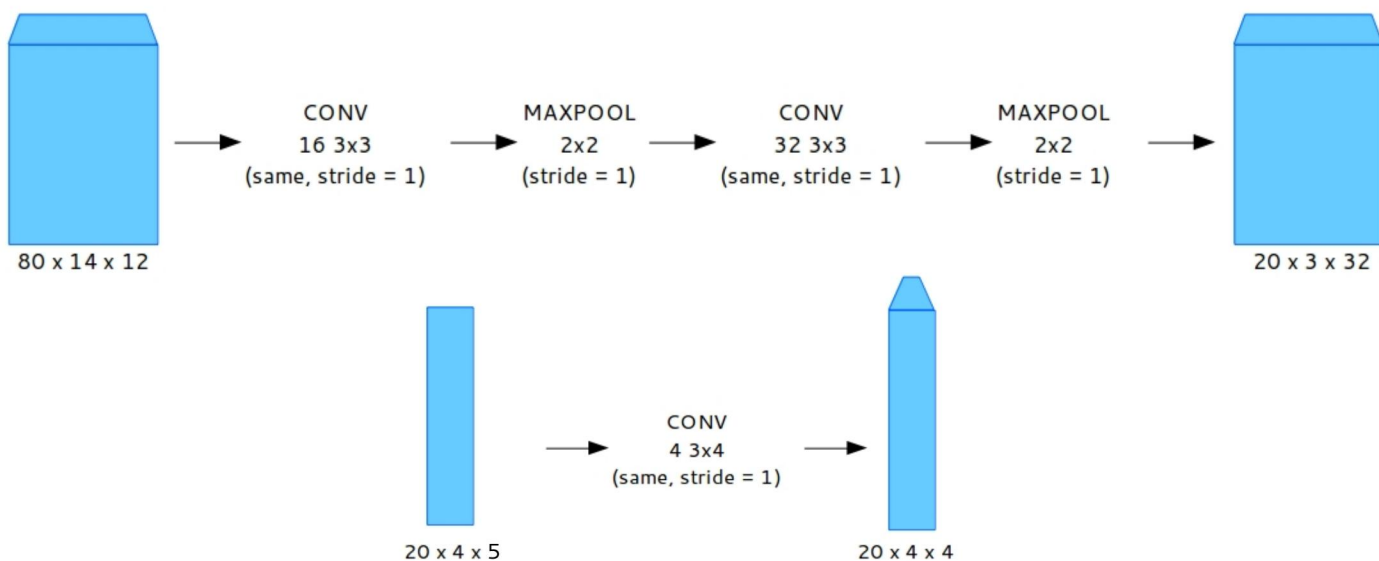 CONV
16 3x3
(same, stride = 1)
MAXPOOL
2x2
(stride = 1)
CONV
32 3x3
(same, stride = 1)
MAXPOOL
2x2
(stride = 1)
80 x 14 x 12
20 x 3 x 32
CONV
4 3x4
(same, stride = 1)
20 x 4 x 5
20 x 4 x 4